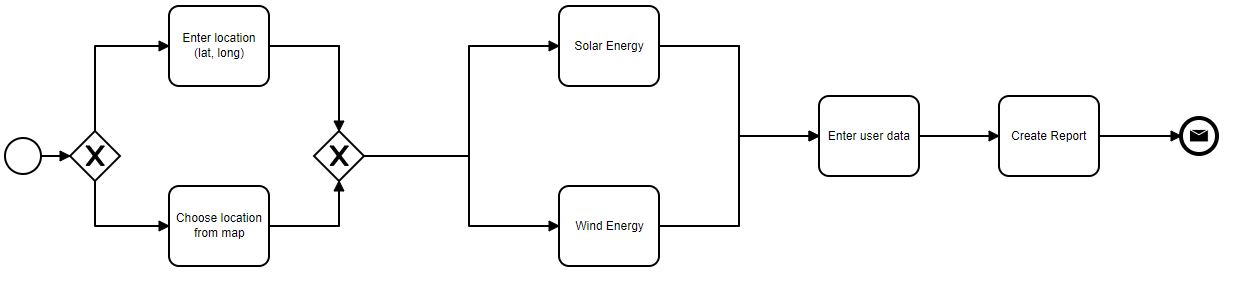 Enter location
(lat, long)
Choose location
from map
Solar Energy
Wind Energy
Enter user data
Create Report